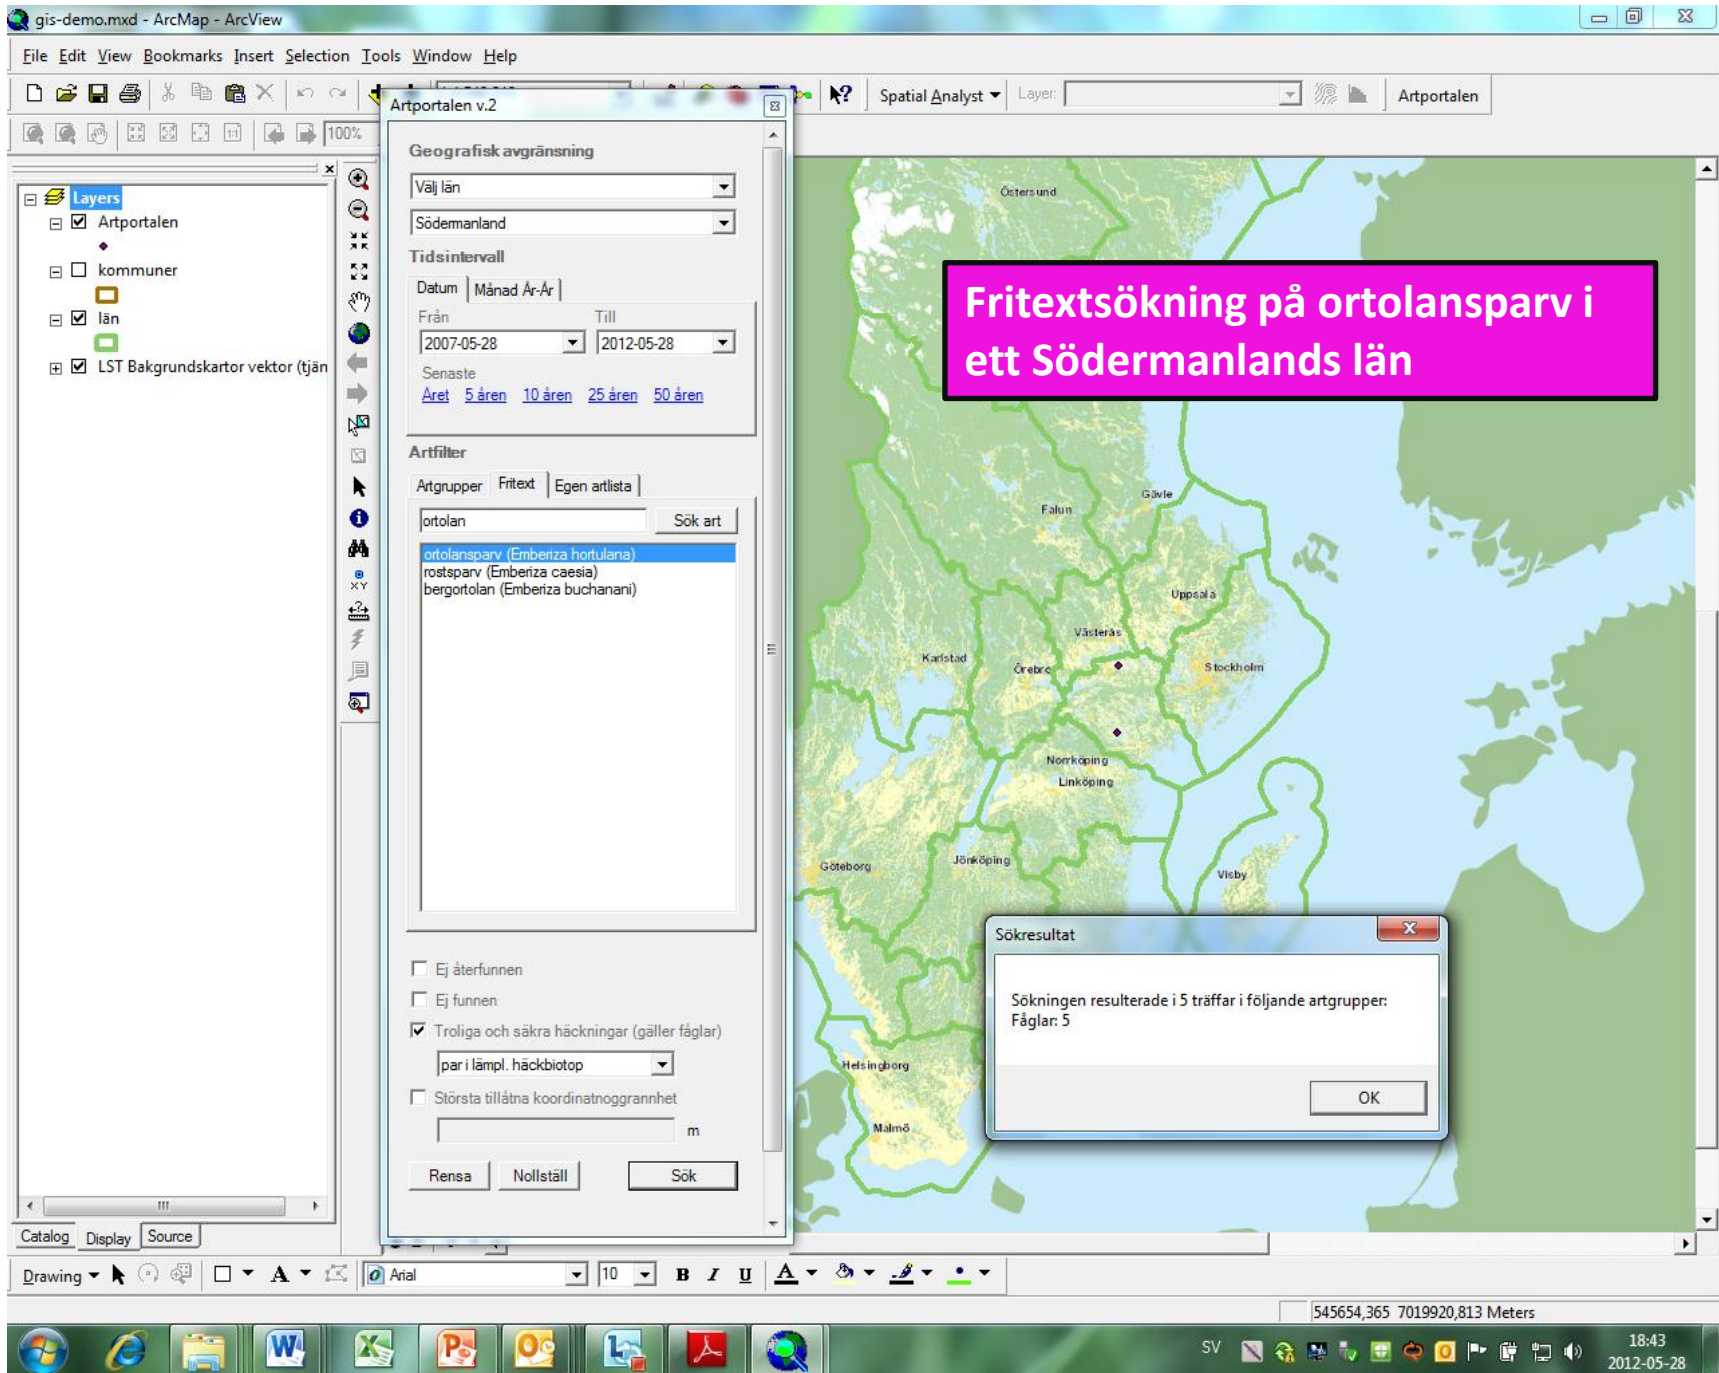 gis-demo.mxd - ArcMap - ArcView
File Edit View Bookmarks Insert Selection Tools Window Help
Spatial Analyst Layer: Artportalen
100%
Layers
Artportalen
kommuner
län
LST Bakgrundskartor vektor (tjän
Catalog Display Source
Artportalen v.2
Geografisk avgränsning
Välj län
Södermanland
Tidsintervall
Datum Månad År-År
Från Till
2007-05-28 2012-05-28
Senaste
Året 5 åren 10 åren 25 åren 50 åren
Artfilter
Artgrupper Fritext Egen artlista
ortolan Sök art
ortolansparv (Emberiza hortulana)
rostsparv (Emberiza caesia)
bergortolan (Emberiza buchanani)
Ej återfunnen
Ej funnen
Troliga och säkra häckningar (gäller fåglar)
par i lämpl. häckbiotop
Största tillåtna koordinatnoggrannhet
m
Rensa Nollställ Sök
Fritextsökning på ortolansparv i
ett Södermanlands län
Östersund
Gävle
Falun
Uppsala
Västerås
Karlstad
Örebro
Stockholm
Norrköping
Linköping
Jönköping
Göteborg
Visby
Helsingborg
Malmö
Sökresultat
Sökningen resulterade i 5 träffar i följande artgrupper:
Fåglar: 5
OK
Drawing A Arial 10 B I U A
545654,365 7019920,813 Meters
SV 18:43
2012-05-28